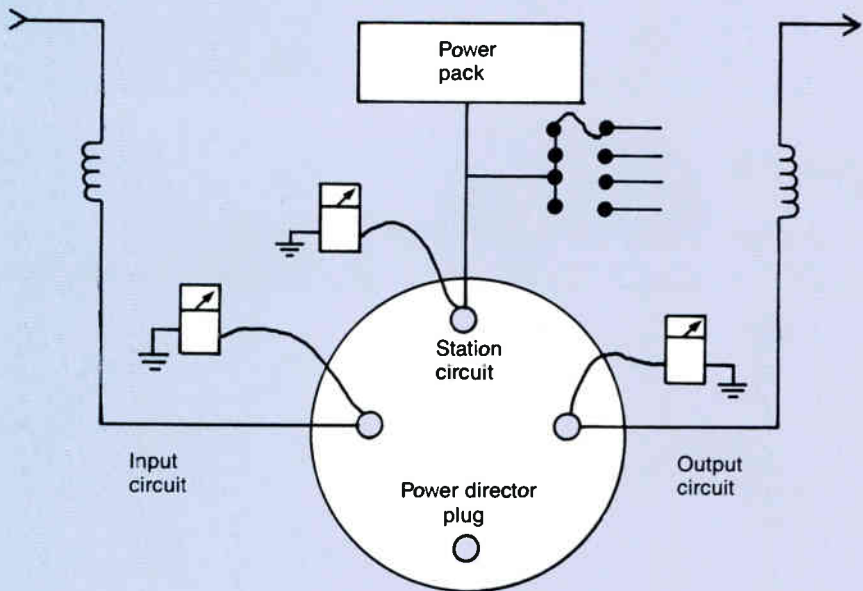 Power
pack
Station
circuit
Input
circuit
Output
circuit
Power director
plug